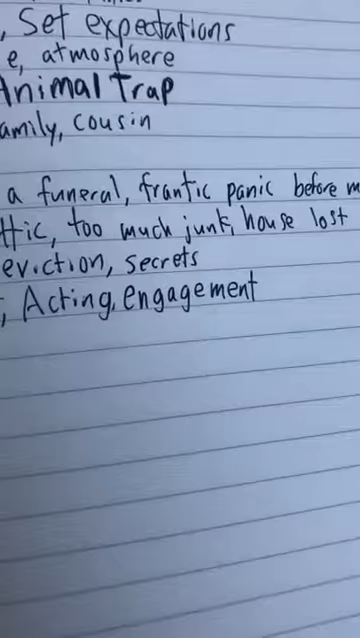 , Set expectations
e, atmosphere
Animal Trap
amily, cousin
a funeral, frantic panic before m
ttic, too much junk, house lost
eviction, secrets
, Acting, engagement